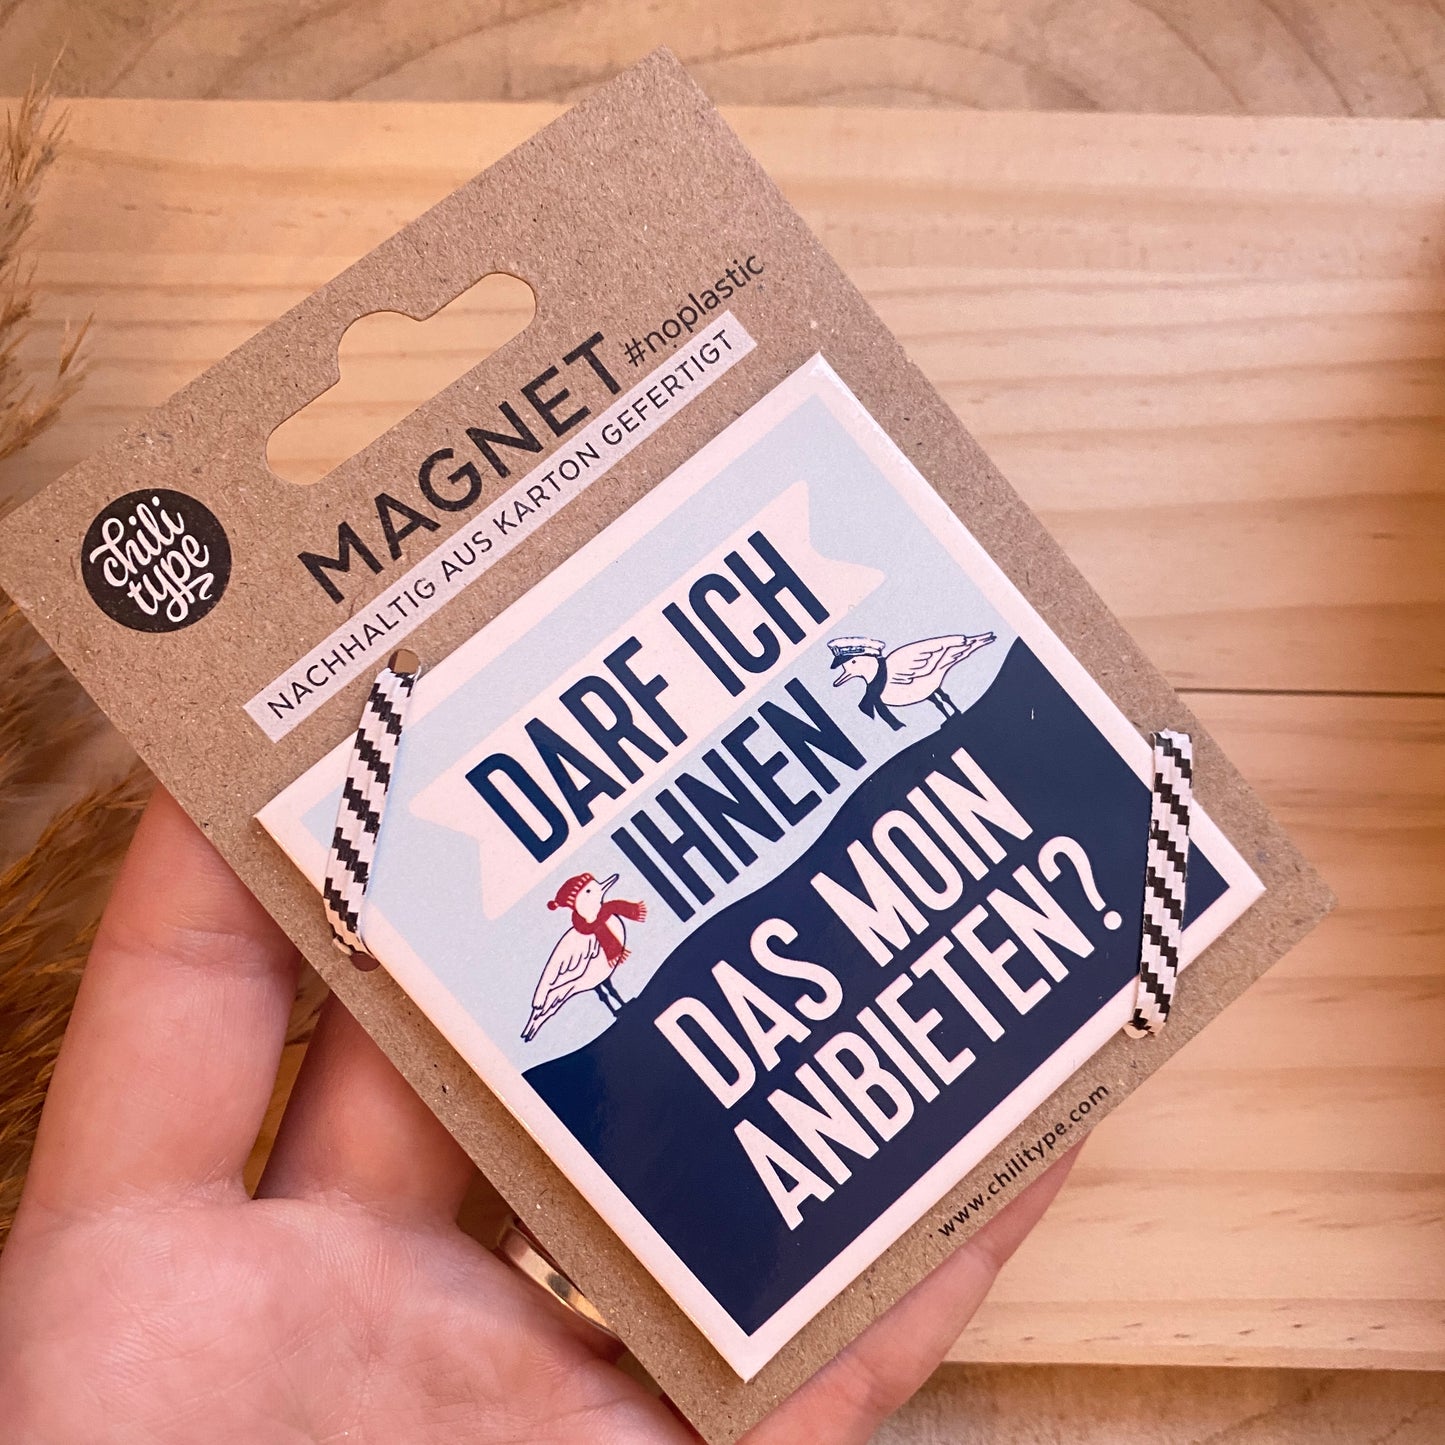 chili
type
MAGNET #noplastic
NACHHALTIG AUS KARTON GEFERTIGT
DARF ICH
IHNEN
DAS MOIN
ANBIETEN?
www.chilitype.com